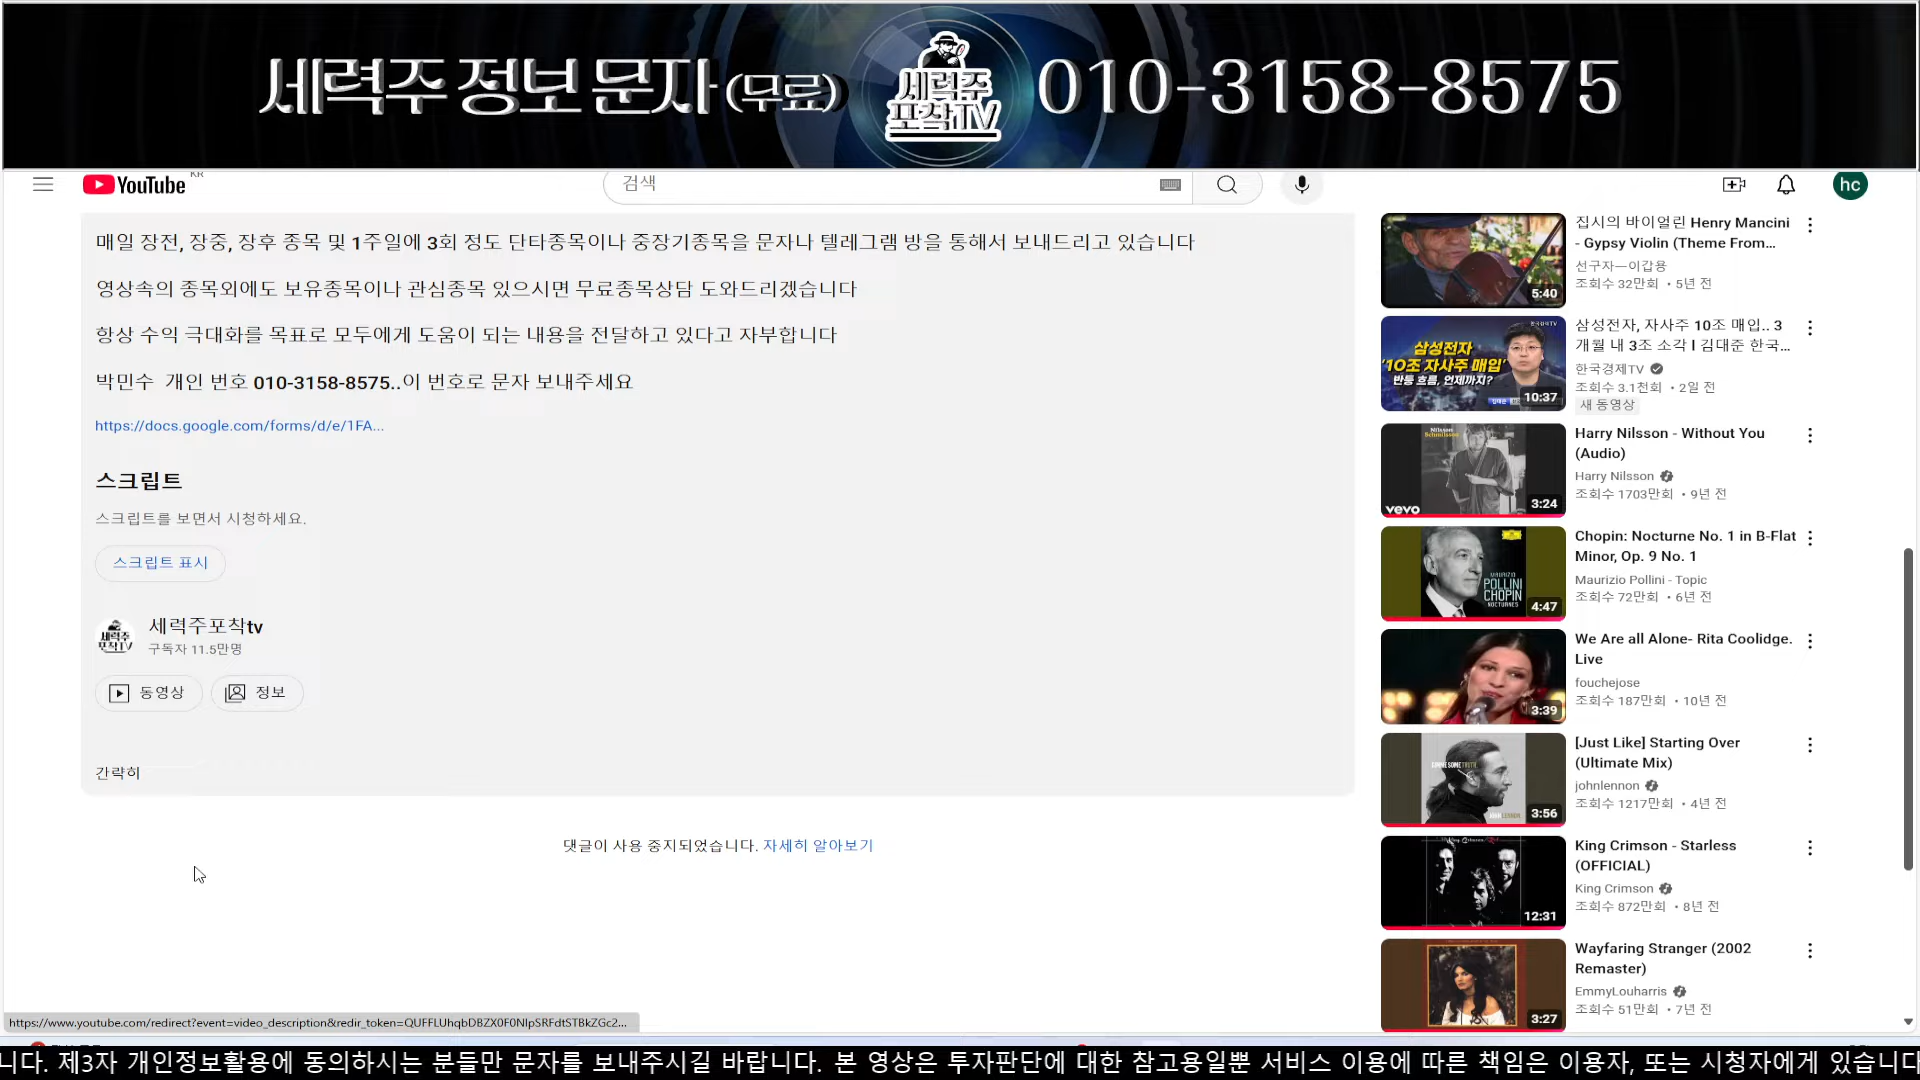 세력주 정보 문자 (무료)
세력주
포착TV
010-3158-8575
YouTube KR
검색
hc
매일 장전, 장중, 장후 종목 및 1주일에 3회 정도 단타종목이나 중장기종목을 문자나 텔레그램 방을 통해서 보내드리고 있습니다
영상속의 종목외에도 보유종목이나 관심종목 있으시면 무료종목상담 도와드리겠습니다
항상 수익 극대화를 목표로 모두에게 도움이 되는 내용을 전달하고 있다고 자부합니다
박민수 개인 번호 010-3158-8575..이 번호로 문자 보내주세요
https://docs.google.com/forms/d/e/1FA...
스크립트
스크립트를 보면서 시청하세요.
스크립트 표시
세력주
포착TV
세력주포착tv
구독자 11.5만명
동영상
정보
간략히
댓글이 사용 중지되었습니다. 자세히 알아보기
5:40
집시의 바이얼린 Henry Mancini
- Gypsy Violin (Theme From...
선구자—이갑용
조회수 32만회 • 5년 전
한국경제TV
삼성전자
'10조 자사주 매입'
반등 흐름, 언제까지?
10:37
삼성전자, 자사주 10조 매입.. 3
개월 내 3조 소각 I 김대준 한국...
한국경제TV
조회수 3.1천회 • 2일 전
새 동영상
Nilsson
Schmilsson
vevo
3:24
Harry Nilsson - Without You
(Audio)
Harry Nilsson
조회수 1703만회 • 9년 전
MAURIZIO
POLLINI
CHOPIN
NOCTURNES
4:47
Chopin: Nocturne No. 1 in B-Flat
Minor, Op. 9 No. 1
Maurizio Pollini - Topic
조회수 72만회 • 6년 전
3:39
We Are all Alone- Rita Coolidge.
Live
fouchejose
조회수 187만회 • 10년 전
GIMME SOME TRUTH.
3:56
[Just Like] Starting Over
(Ultimate Mix)
johnlennon
조회수 1217만회 • 4년 전
12:31
King Crimson - Starless
(OFFICIAL)
King Crimson
조회수 872만회 • 8년 전
3:27
Wayfaring Stranger (2002
Remaster)
EmmyLouharris
조회수 51만회 • 7년 전
https://www.youtube.com/redirect?event=video_description&redir_token=QUFFLUhqbDBZX0F0NlpSRFdtSTBkZGc2...
니다. 제3자 개인정보활용에 동의하시는 분들만 문자를 보내주시길 바랍니다. 본 영상은 투자판단에 대한 참고용일뿐 서비스 이용에 따른 책임은 이용자, 또는 시청자에게 있습니다